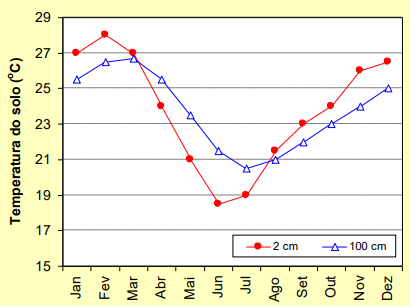 Temperatura do solo (°C)
29
27
25
23
21
19
17
15
Jan
Fev
Mar
Abr
Mai
Jun
Jul
Ago
Set
Out
Nov
Dez
2 cm
100 cm